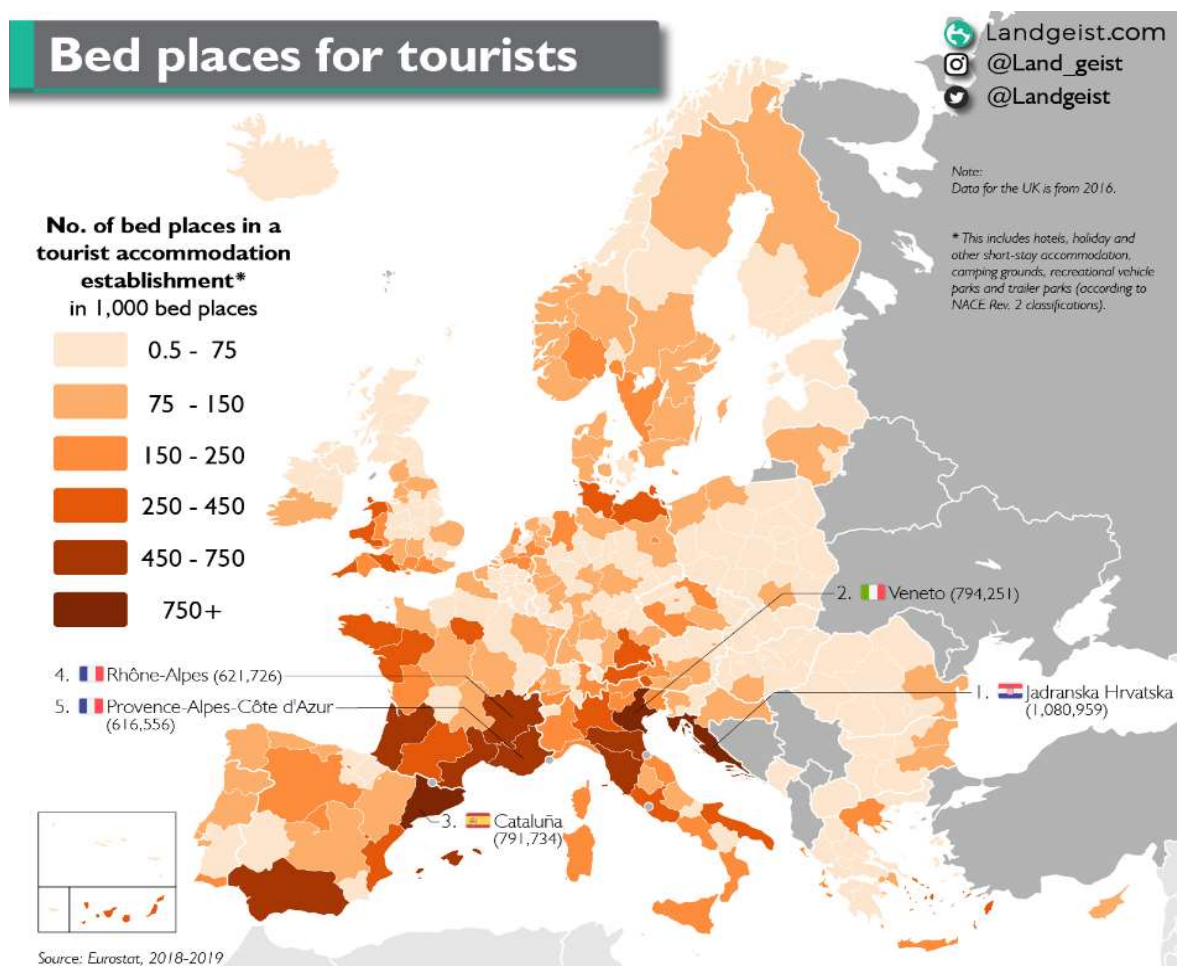 Bed places for tourists
Landgeist.com
@Land_geist
@Landgeist
Note:
Data for the UK is from 2016.
* This includes hotels, holiday and
other short-stay accommodation,
camping grounds, recreational vehicle
parks and trailer parks (according to
NACE Rev. 2 classifications).
No. of bed places in a
tourist accommodation
establishment*
in 1,000 bed places
0.5 - 75
75 - 150
150 - 250
250 - 450
450 - 750
750+
2. Veneto (794,251)
4. Rhône-Alpes (621,726)
1. Jadranska Hrvatska
(1,080,959)
5. Provence-Alpes-Côte d'Azur
(616,556)
3. Cataluña
(791,734)
Source: Eurostat, 2018-2019